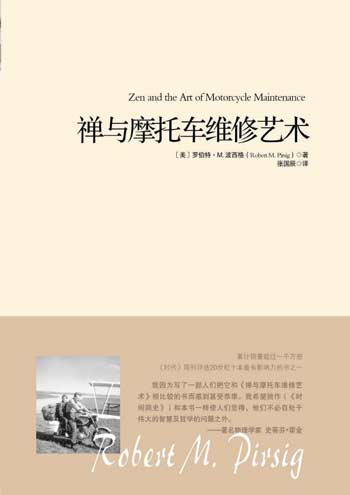 Zen and the Art of Motorcycle Maintenance
禅与摩托车维修艺术
［美］罗伯特·M.波西格（Robert M. Pirsig）◎著
张国辰◎译
累计销量超过一千万册
《时代》周刊评选20世纪十本最有影响力的书之一
我因为写了一部人们把它和《禅与摩托车维修艺
术》相比较的书而感到甚受恭维。我希望拙作（《时
间简史》）和本书一样使人们觉得，他们不必自处于
伟大的智慧及哲学的问题之外。
——著名物理学家 史蒂芬·霍金
Robert M. Pirsig